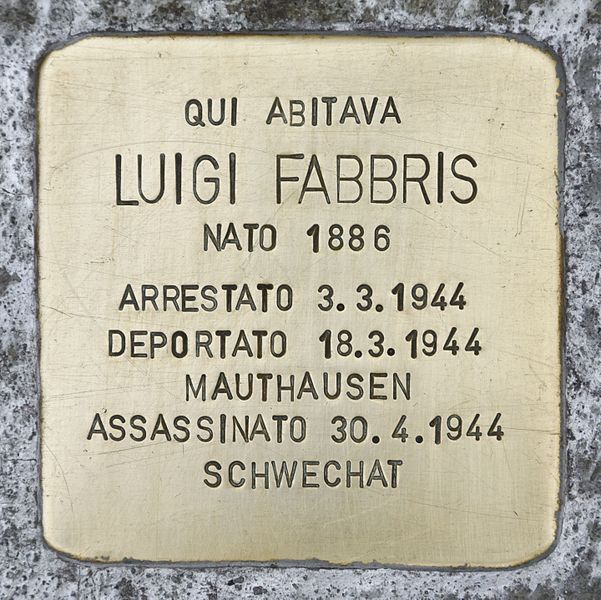 QUI ABITAVA
LUIGI FABBRIS
NATO 1886
ARRESTATO 3.3.1944
DEPORTATO 18.3.1944
MAUTHAUSEN
ASSASSINATO 30.4.1944
SCHWECHAT